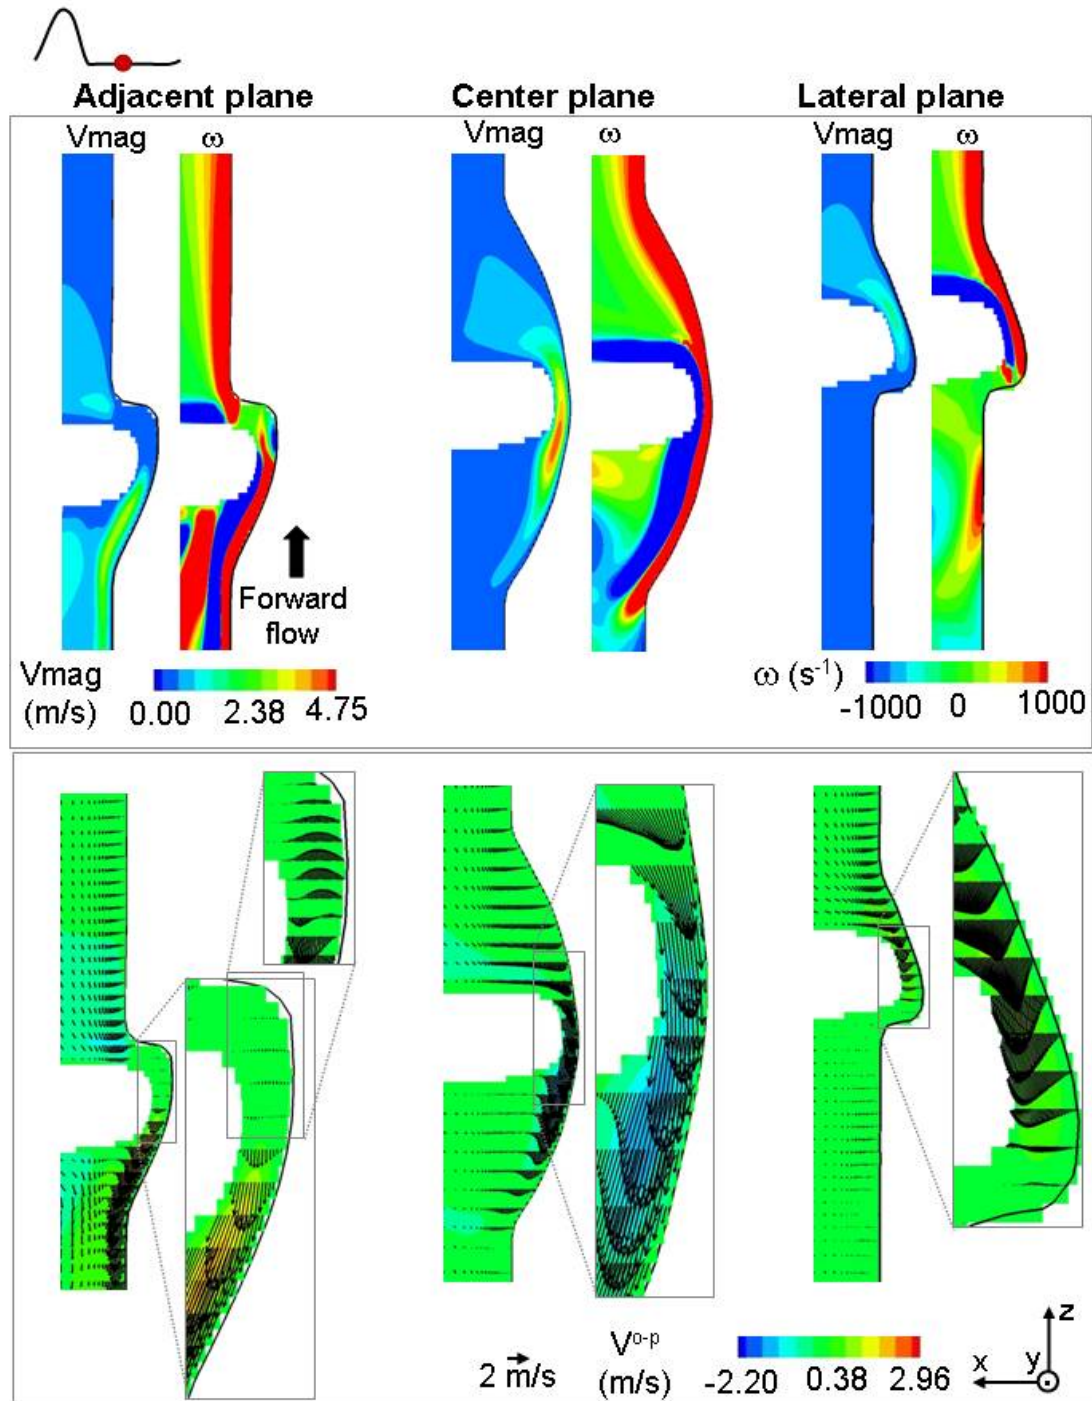 Adjacent plane Center plane Lateral plane
Vmag ω Vmag ω Vmag ω
Forward
flow
Vmag
(m/s) 0.00 2.38 4.75
ω (s⁻¹) -1000 0 1000
2 m/s
V^o-p
(m/s) -2.20 0.38 2.96
z
x y